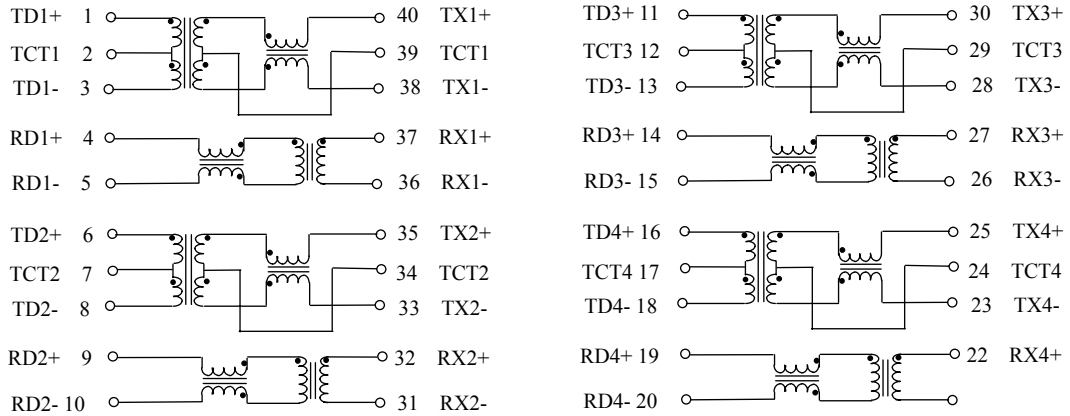 TD1+ 1 40 TX1+
TCT1 2 39 TCT1
TD1- 3 38 TX1-
RD1+ 4 37 RX1+
RD1- 5 36 RX1-
TD2+ 6 35 TX2+
TCT2 7 34 TCT2
TD2- 8 33 TX2-
RD2+ 9 32 RX2+
RD2- 10 31 RX2-
TD3+ 11 30 TX3+
TCT3 12 29 TCT3
TD3- 13 28 TX3-
RD3+ 14 27 RX3+
RD3- 15 26 RX3-
TD4+ 16 25 TX4+
TCT4 17 24 TCT4
TD4- 18 23 TX4-
RD4+ 19 22 RX4+
RD4- 20